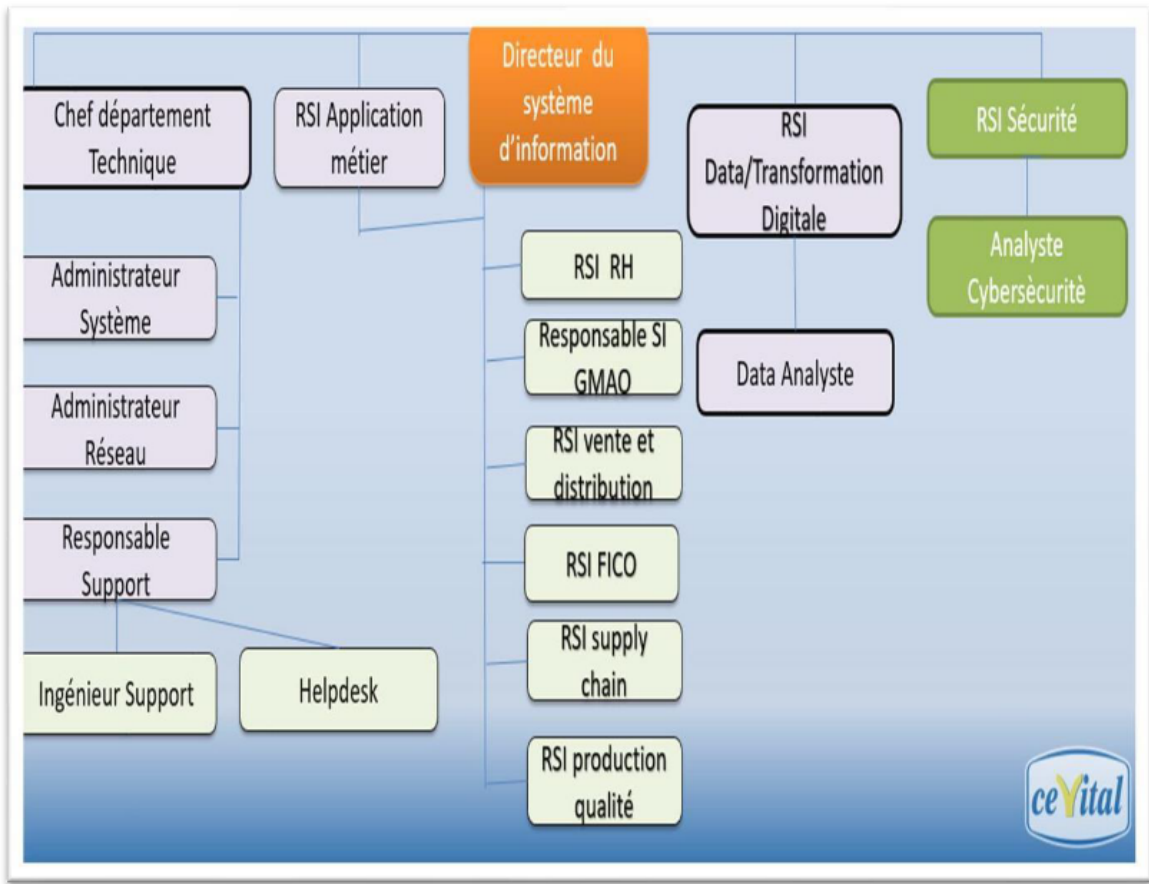 Directeur du
système
d'information
Chef département
Technique
RSI Application
métier
RSI
Data/Transformation
Digitale
RSI Sécurité
Analyste
Cybersècuritè
Administrateur
Système
Administrateur
Réseau
Responsable
Support
Ingénieur Support
Helpdesk
RSI RH
Responsable SI
GMAO
RSI vente et
distribution
RSI FICO
RSI supply
chain
RSI production
qualité
Data Analyste
ceVital